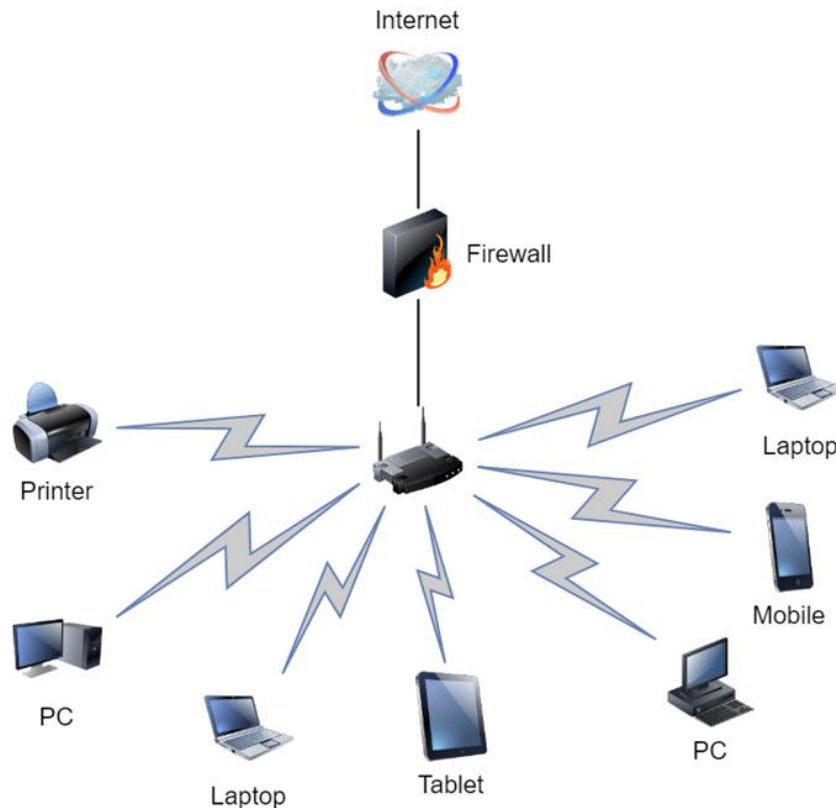 Internet
Firewall
Laptop
Printer
Mobile
PC
PC
Laptop
Tablet